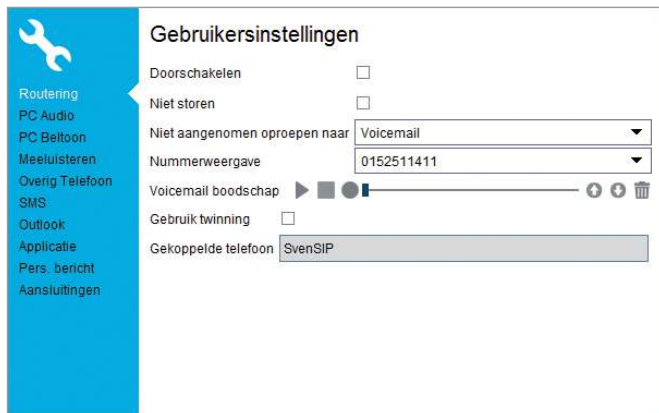 Gebruikersinstellingen
Routering
PC Audio
PC Beltoon
Meeluisteren
Overig Telefoon
SMS
Outlook
Applicatie
Pers. bericht
Aansluitingen
Doorschakelen
Niet storen
Niet aangenomen oproepen naar Voicemail
Nummerweergave 0152511411
Voicemail boodschap
Gebruik twinning
Gekoppelde telefoon SvenSIP